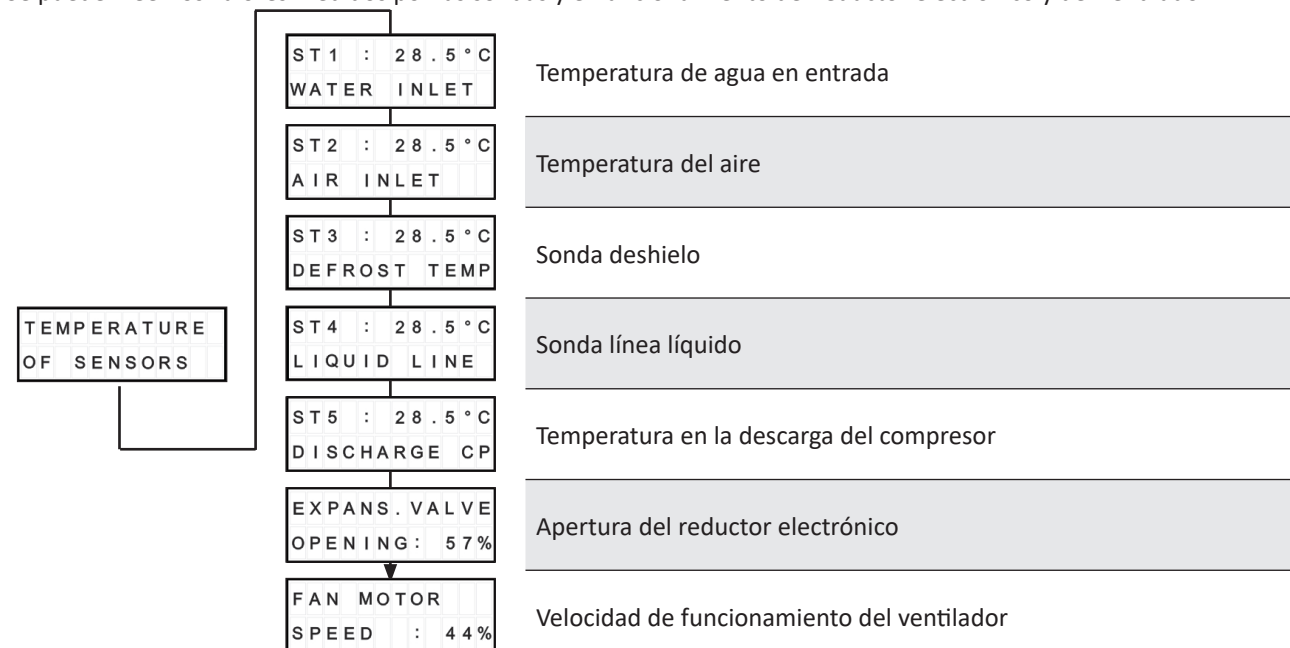 TEMPERATURE
OF SENSORS
ST1 : 28.5°C
WATER INLET
Temperatura de agua en entrada
ST2 : 28.5°C
AIR INLET
Temperatura del aire
ST3 : 28.5°C
DEFROST TEMP
Sonda deshielo
ST4 : 28.5°C
LIQUID LINE
Sonda línea líquido
ST5 : 28.5°C
DISCHARGE CP
Temperatura en la descarga del compresor
EXPANS.VALVE
OPENING: 57%
Apertura del reductor electrónico
FAN MOTOR
SPEED : 44%
Velocidad de funcionamiento del ventilador